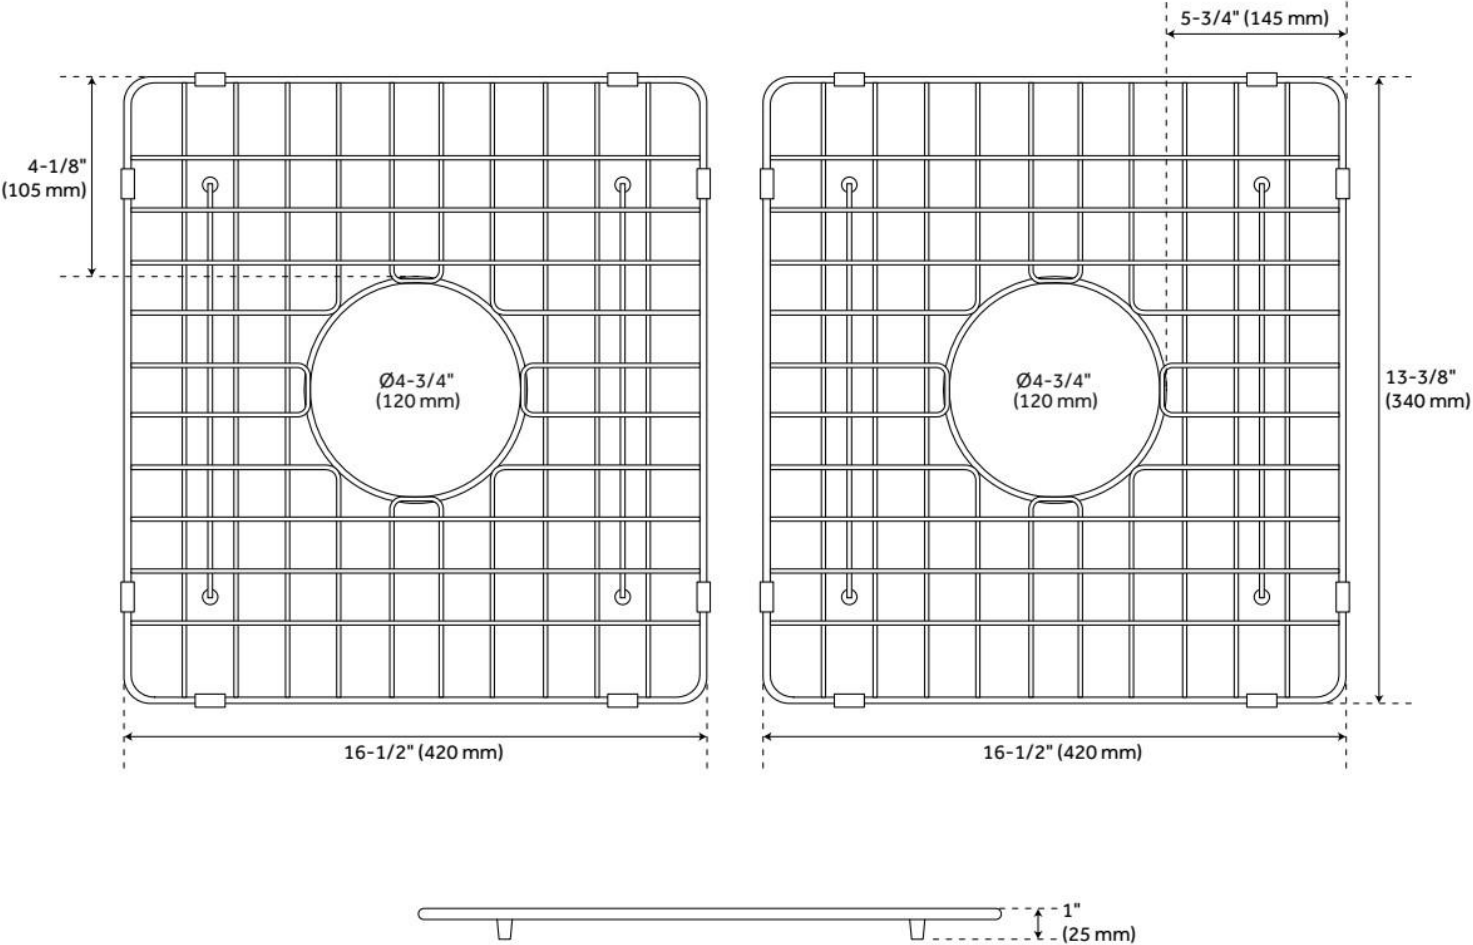 5-3/4" (145 mm)
4-1/8"
(105 mm)
Ø4-3/4"
(120 mm)
Ø4-3/4"
(120 mm)
13-3/8"
(340 mm)
16-1/2" (420 mm)
16-1/2" (420 mm)
1"
(25 mm)